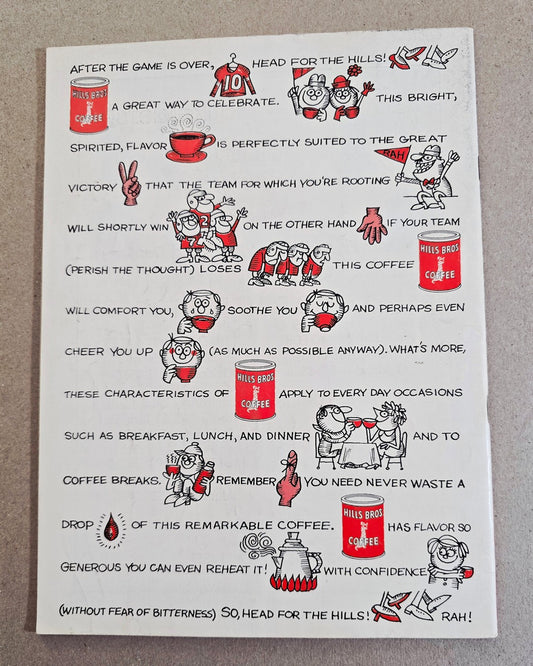 AFTER THE GAME IS OVER, 10 HEAD FOR THE HILLS!
HILLS BROS COFFEE A GREAT WAY TO CELEBRATE. THIS BRIGHT,
SPIRITED, FLAVOR IS PERFECTLY SUITED TO THE GREAT
VICTORY THAT THE TEAM FOR WHICH YOU'RE ROOTING RAH
WILL SHORTLY WIN 2 ON THE OTHER HAND IF YOUR TEAM
(PERISH THE THOUGHT) LOSES THIS COFFEE HILLS BROS COFFEE
WILL COMFORT YOU, SOOTHE YOU AND PERHAPS EVEN
CHEER YOU UP (AS MUCH AS POSSIBLE ANYWAY). WHAT'S MORE,
THESE CHARACTERISTICS OF HILLS BROS COFFEE APPLY TO EVERY DAY OCCASIONS
SUCH AS BREAKFAST, LUNCH, AND DINNER AND TO
COFFEE BREAKS. REMEMBER YOU NEED NEVER WASTE A
DROP OF THIS REMARKABLE COFFEE. HILLS BROS COFFEE HAS FLAVOR SO
GENEROUS YOU CAN EVEN REHEAT IT! WITH CONFIDENCE
(WITHOUT FEAR OF BITTERNESS) SO, HEAD FOR THE HILLS! RAH!